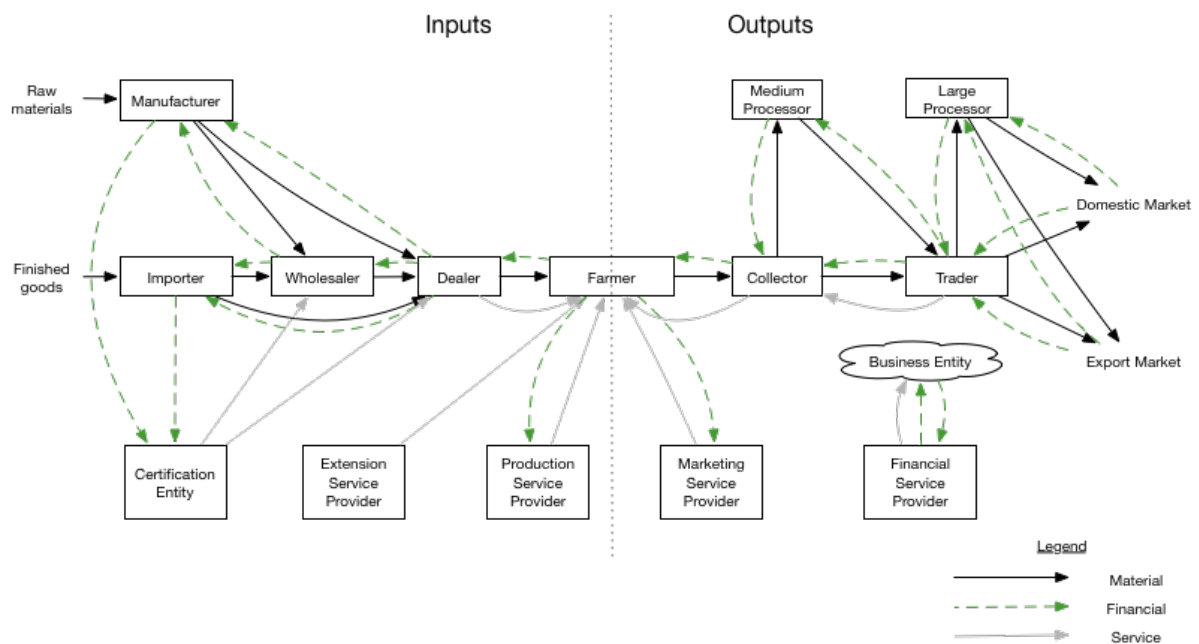 Inputs
Outputs
Raw
materials
Manufacturer
Medium
Processor
Large
Processor
Domestic Market
Finished
goods
Importer
Wholesaler
Dealer
Farmer
Collector
Trader
Business Entity
Export Market
Certification
Entity
Extension
Service
Provider
Production
Service
Provider
Marketing
Service
Provider
Financial
Service
Provider
Legend
Material
Financial
Service